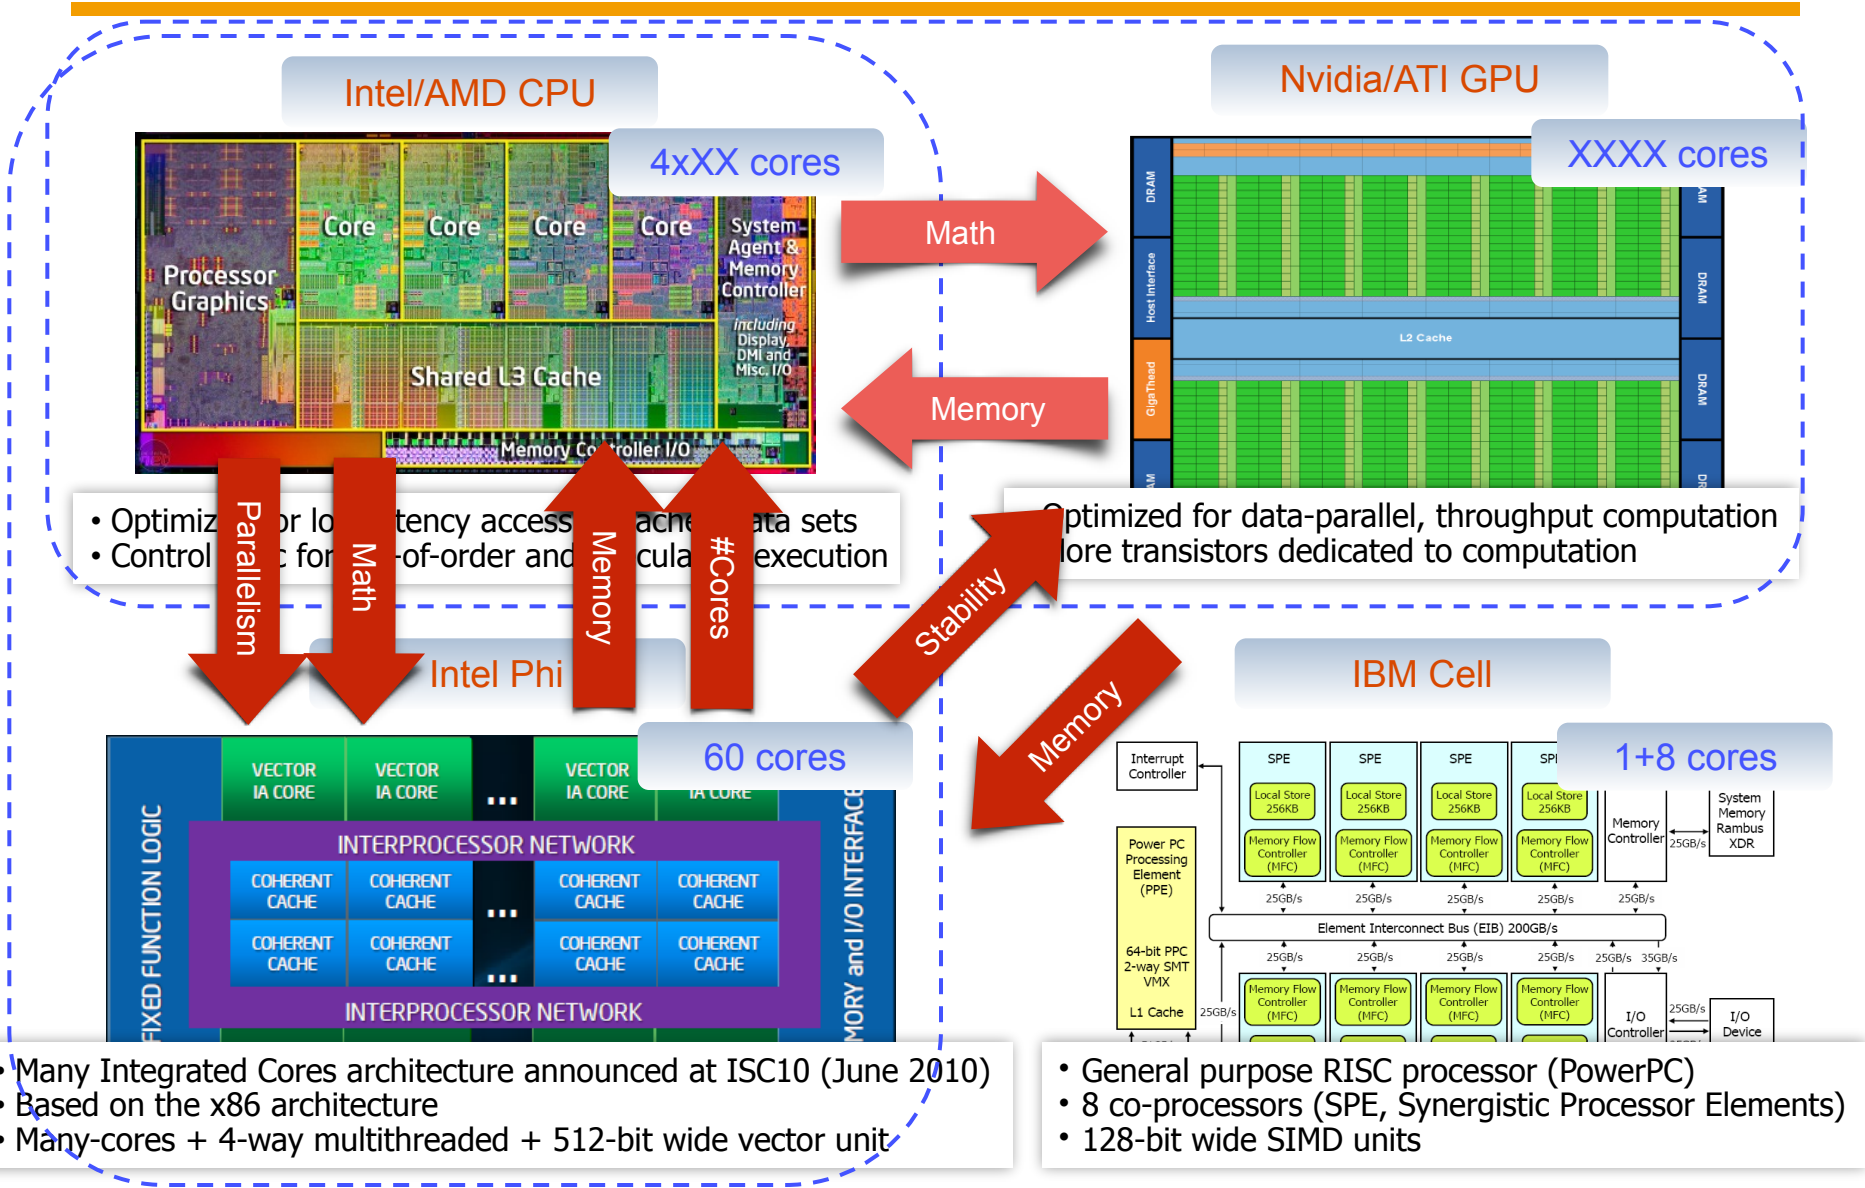 Intel/AMD CPU
4xXX cores
Core
Core
Core
Core
Processor
Graphics
System
Agent &
Memory
Controller
including
Display,
DMI and
Misc. I/O
Shared L3 Cache
Memory Co troller I/O
Math
Memory
Nvidia/ATI GPU
XXXX cores
DRAM
Host Interface
GigaThead
AM
AM
DRAM
DRAM
DR
L2 Cache
• Optimiz or lo tency access ache ata sets
• Control c for -of-order and cula execution
Optimized for data-parallel, throughput computation
ore transistors dedicated to computation
Parallelism
Math
Memory
#Cores
Stability
Memory
Intel Phi
60 cores
VECTOR
IA CORE
VECTOR
IA CORE
...
VECTOR
IA CORE
IA CORE
FIXED FUNCTION LOGIC
INTERPROCESSOR NETWORK
COHERENT
CACHE
COHERENT
CACHE
...
COHERENT
CACHE
COHERENT
CACHE
COHERENT
CACHE
COHERENT
CACHE
...
COHERENT
CACHE
COHERENT
CACHE
INTERPROCESSOR NETWORK
MORY and I/O INTERFACE
• Many Integrated Cores architecture announced at ISC10 (June 2010)
• Based on the x86 architecture
• Many-cores + 4-way multithreaded + 512-bit wide vector unit
IBM Cell
1+8 cores
Interrupt
Controller
SPE
SPE
SPE
SPE
Local Store
256KB
Local Store
256KB
Local Store
256KB
Local Store
256KB
Memory Flow
Controller
(MFC)
Memory Flow
Controller
(MFC)
Memory Flow
Controller
(MFC)
Memory Flow
Controller
(MFC)
Memory
Controller
25GB/s
System
Memory
Rambus
XDR
Power PC
Processing
Element
(PPE)
64-bit PPC
2-way SMT
VMX
L1 Cache
25GB/s
25GB/s
25GB/s
25GB/s
25GB/s
Element Interconnect Bus (EIB) 200GB/s
25GB/s
25GB/s
25GB/s
25GB/s
25GB/s
35GB/s
25GB/s
Memory Flow
Controller
(MFC)
Memory Flow
Controller
(MFC)
Memory Flow
Controller
(MFC)
Memory Flow
Controller
(MFC)
I/O
Controller
25GB/s
I/O
Device
• General purpose RISC processor (PowerPC)
• 8 co-processors (SPE, Synergistic Processor Elements)
• 128-bit wide SIMD units